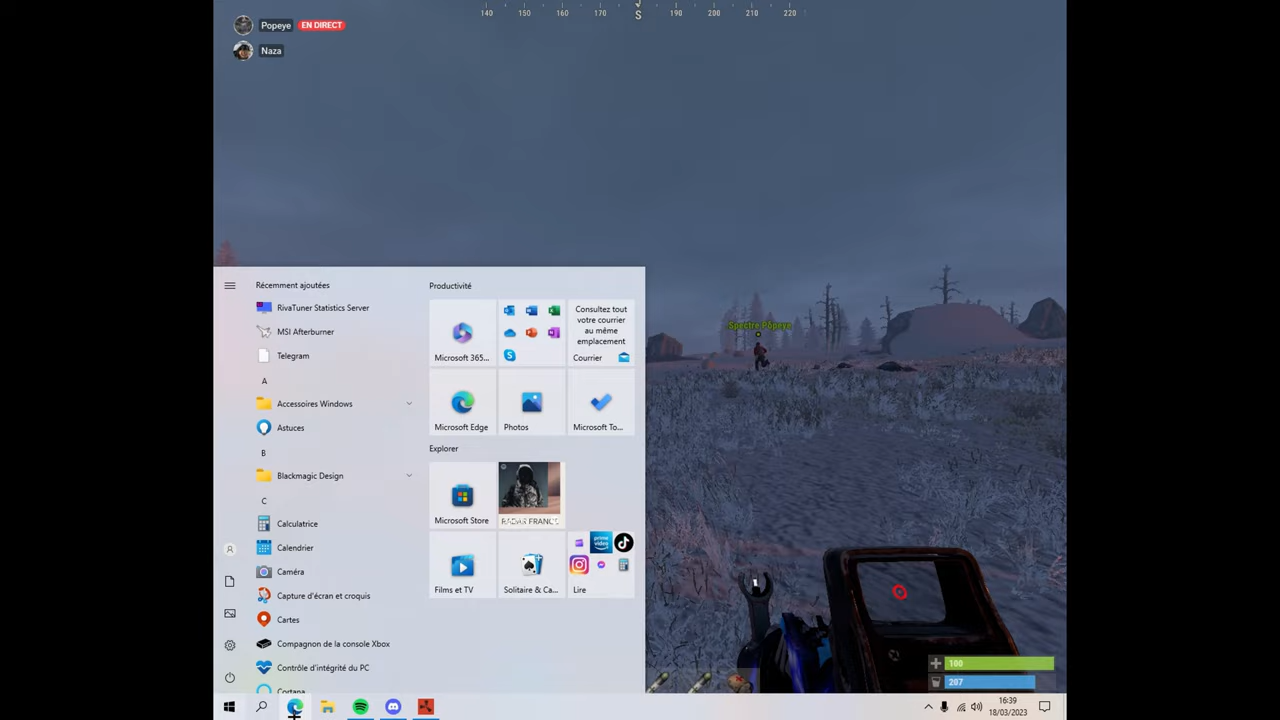 140 150 160 170 S 190 200 210 220
Popeye EN DIRECT
Naza
Spectre Popeye
Récemment ajoutées
RivaTuner Statistics Server
MSI Afterburner
Telegram
A
Accessoires Windows
Astuces
B
Blackmagic Design
C
Calculatrice
Calendrier
Caméra
Capture d'écran et croquis
Cartes
Compagnon de la console Xbox
Contrôle d'intégrité du PC
Cortana
Productivité
Microsoft 365...
Consultez tout
votre courrier
au même
emplacement
Courrier
Microsoft Edge
Photos
Microsoft To...
Explorer
Microsoft Store
Films et TV
Solitaire & Ca...
prime video
Lire
100
207
16:39
18/03/2023